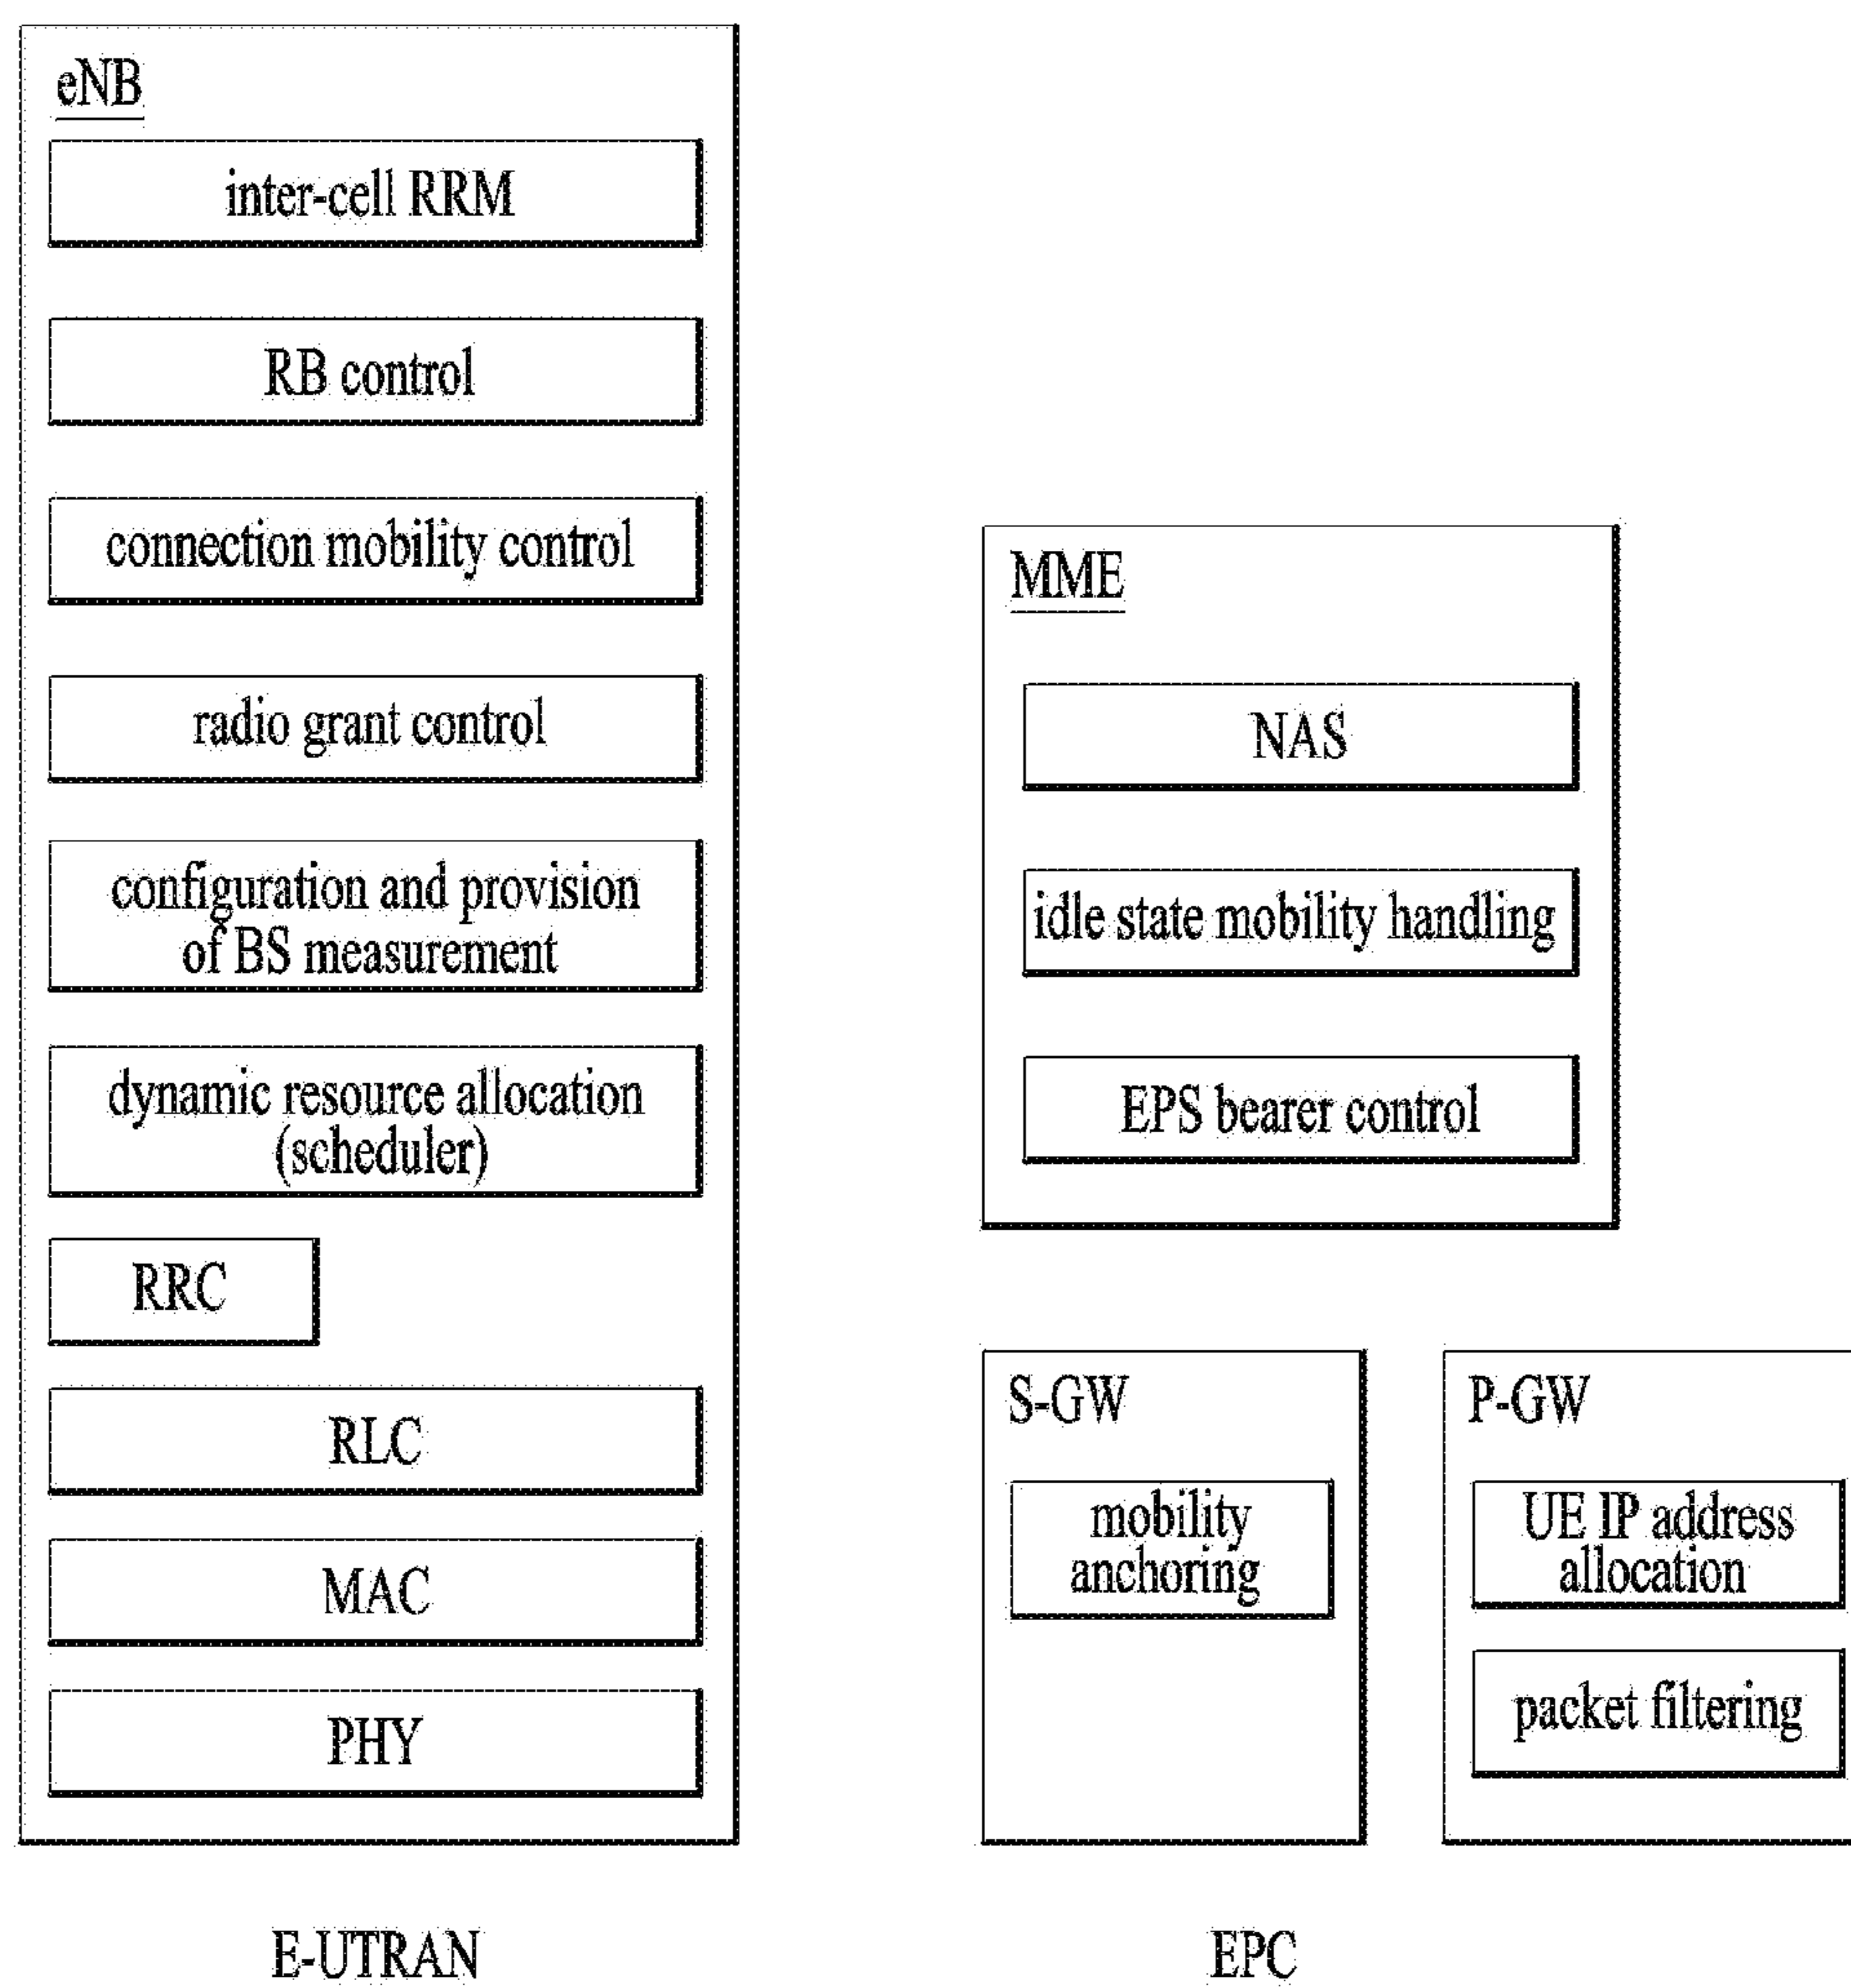 eNB
inter-cell RRM
RB control
connection mobility control
radio grant control
configuration and provision
of BS measurement
dynamic resource allocation
(scheduler)
RRC
RLC
MAC
PHY
E-UTRAN
MME
NAS
idle state mobility handling
EPS bearer control
S-GW
mobility
anchoring
P-GW
UE IP address
allocation
packet filtering
EPC